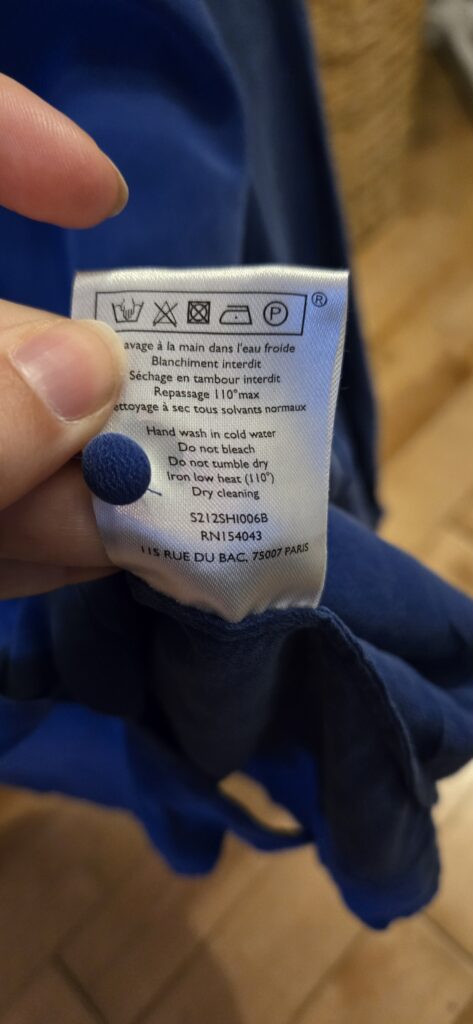 P ®
à la main dans l'eau froide
Blanchiment interdit
Séchage en tambour interdit
Repassage 110°max
à sec tous solvants normaux
Hand wash in cold water
Do not bleach
Do not tumble dry
Iron low heat (110°)
Dry cleaning
S212SHI006B
RN154043
115 RUE DU BAC, 75007 PARIS